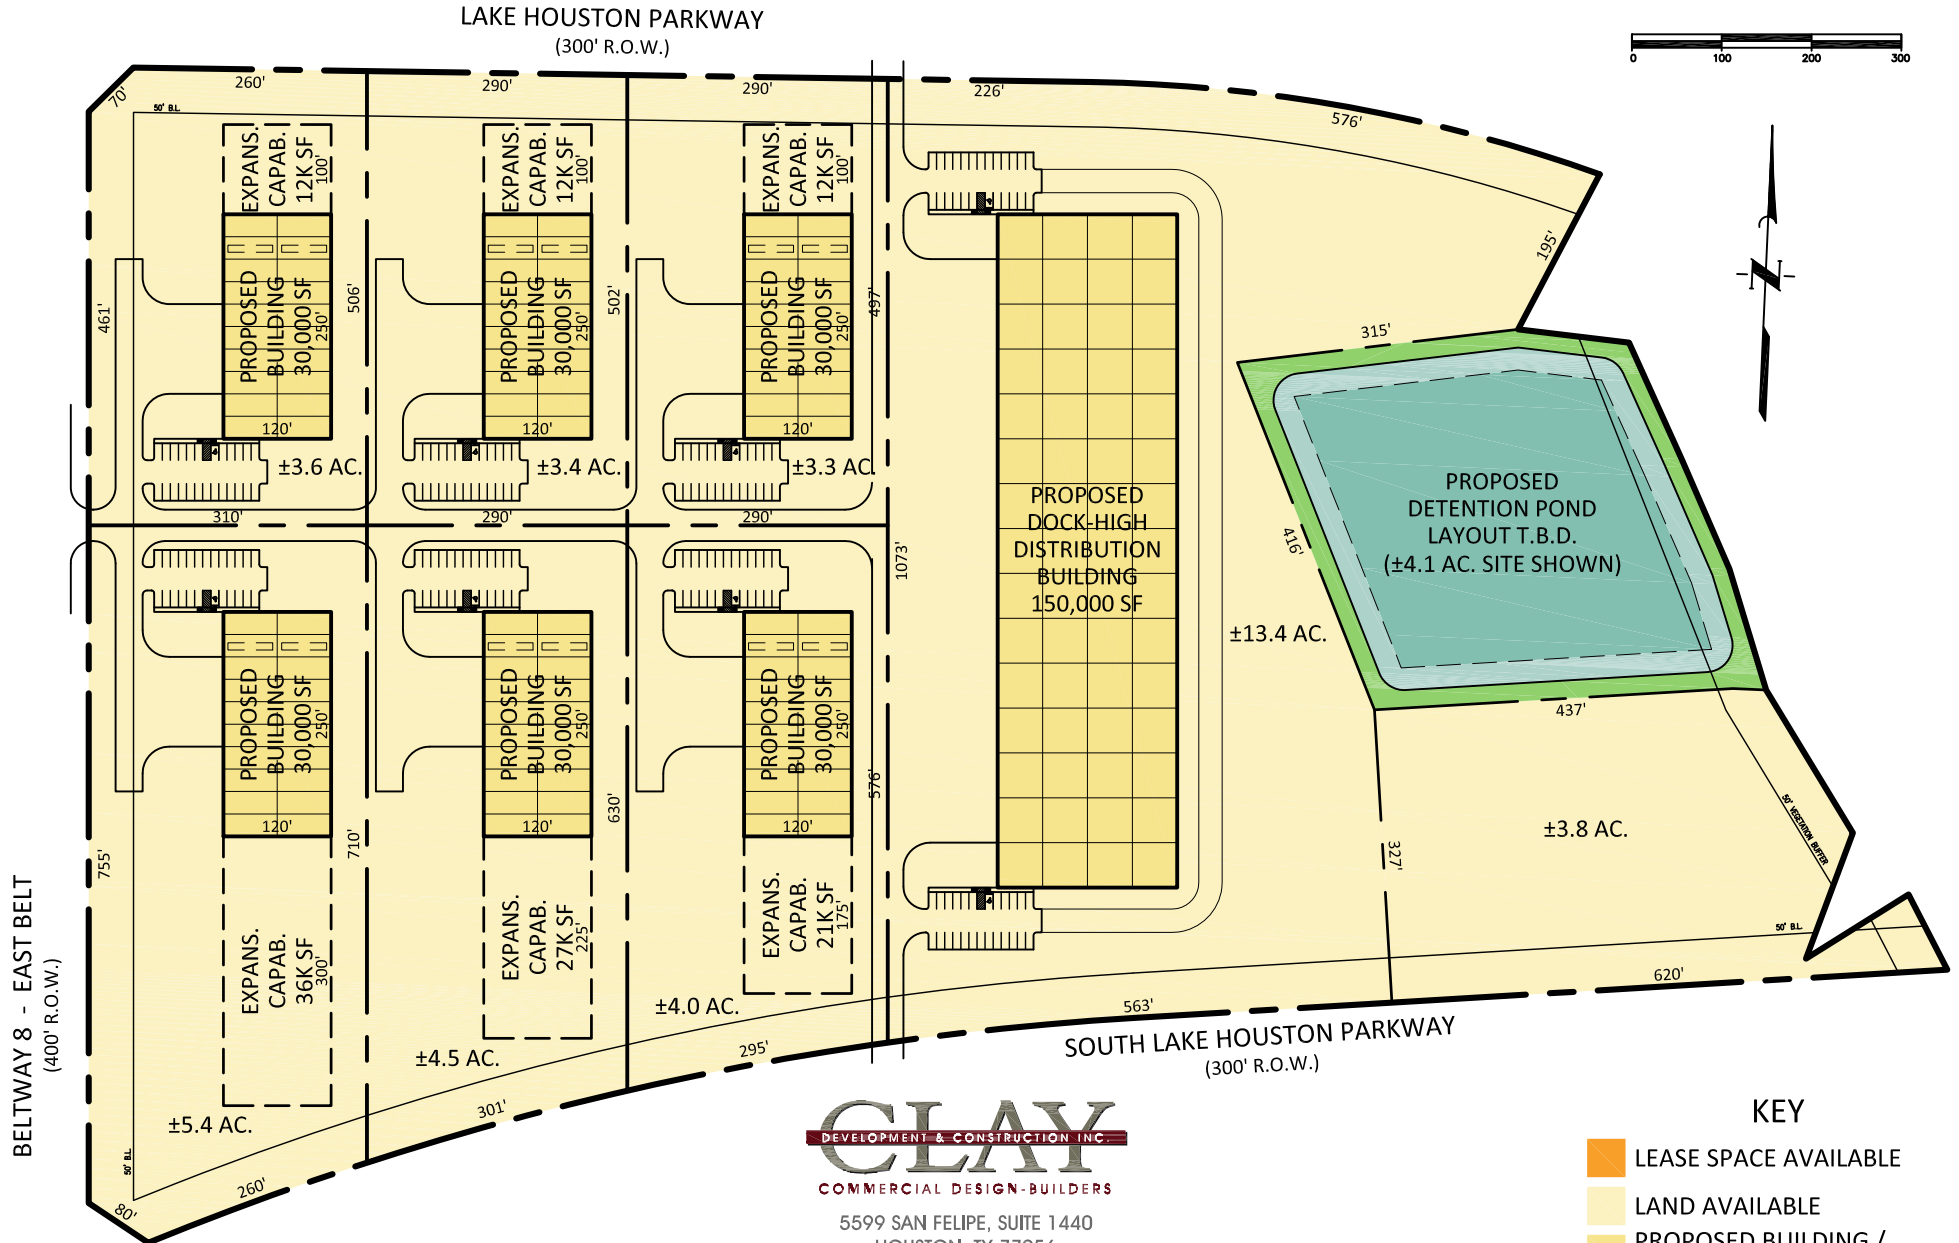 LAKE HOUSTON PARKWAY
(300' R.O.W.)
0 100 200 300
70'
260'
290'
290'
226'
576'
50' B.L.
EXPANS.
CAPAB.
12K SF
100'
EXPANS.
CAPAB.
12K SF
100'
EXPANS.
CAPAB.
12K SF
100'
195'
N
461'
PROPOSED
BUILDING
30,000 SF
250'
120'
506'
PROPOSED
BUILDING
30,000 SF
250'
120'
502'
PROPOSED
BUILDING
30,000 SF
250'
120'
497'
315'
±3.6 AC.
±3.4 AC.
±3.3 AC.
310'
290'
290'
PROPOSED
DOCK-HIGH
DISTRIBUTION
BUILDING
150,000 SF
1073'
416'
PROPOSED
DETENTION POND
LAYOUT T.B.D.
(±4.1 AC. SITE SHOWN)
±13.4 AC.
437'
755'
PROPOSED
BUILDING
30,000 SF
250'
120'
710'
PROPOSED
BUILDING
30,000 SF
250'
120'
630'
PROPOSED
BUILDING
30,000 SF
250'
120'
576'
327'
±3.8 AC.
50' VEGETATION BUFFER
EXPANS.
CAPAB.
36K SF
300'
EXPANS.
CAPAB.
27K SF
225'
EXPANS.
CAPAB.
21K SF
175'
50' B.L.
620'
563'
±4.0 AC.
295'
±4.5 AC.
301'
±5.4 AC.
50' B.L.
260'
80'
BELTWAY 8 - EAST BELT
(400' R.O.W.)
SOUTH LAKE HOUSTON PARKWAY
(300' R.O.W.)
CLAY
DEVELOPMENT & CONSTRUCTION INC.
COMMERCIAL DESIGN-BUILDERS
5599 SAN FELIPE, SUITE 1440
HOUSTON, TX 77056
KEY
LEASE SPACE AVAILABLE
LAND AVAILABLE
PROPOSED BUILDING /